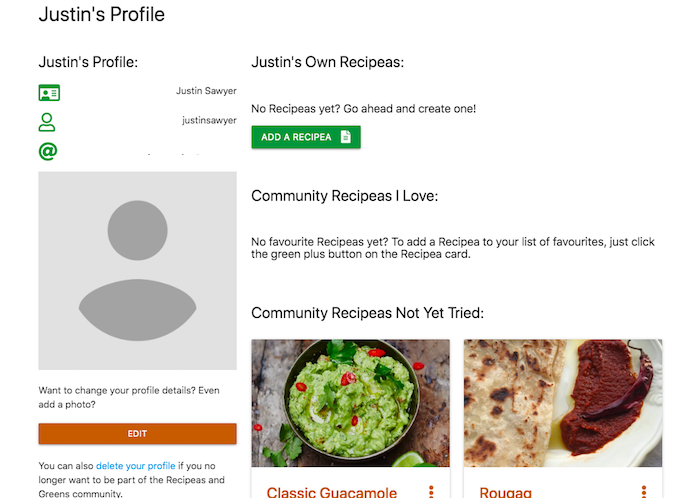 Justin's Profile
Justin's Profile:
Justin Sawyer
justinsawyer
Want to change your profile details? Even
add a photo?
EDIT
You can also delete your profile if you no
longer want to be part of the Recipeas and
Greens community.
Justin's Own Recipeas:
No Recipeas yet? Go ahead and create one!
ADD A RECIPEA
Community Recipeas I Love:
No favourite Recipeas yet? To add a Recipea to your list of favourites, just click
the green plus button on the Recipea card.
Community Recipeas Not Yet Tried:
Classic Guacamole
Rougag